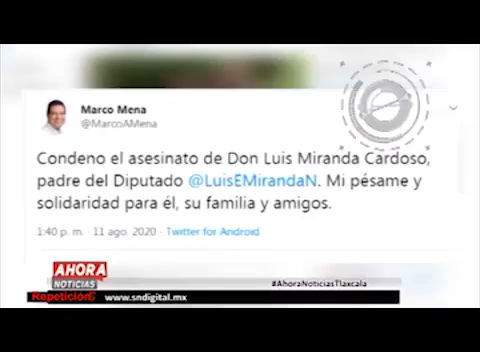 Marco Mena
@MarcoAMena
Condeno el asesinato de Don Luis Miranda Cardoso,
padre del Diputado @LuisEMirandaN. Mi pésame y
solidaridad para él, su familia y amigos.
1:40 p. m. · 11 ago. 2020 · Twitter for Android
AHORA
NOTICIAS
#AhoraNoticiasTlaxcala
Repetición
www.sndigital.mx